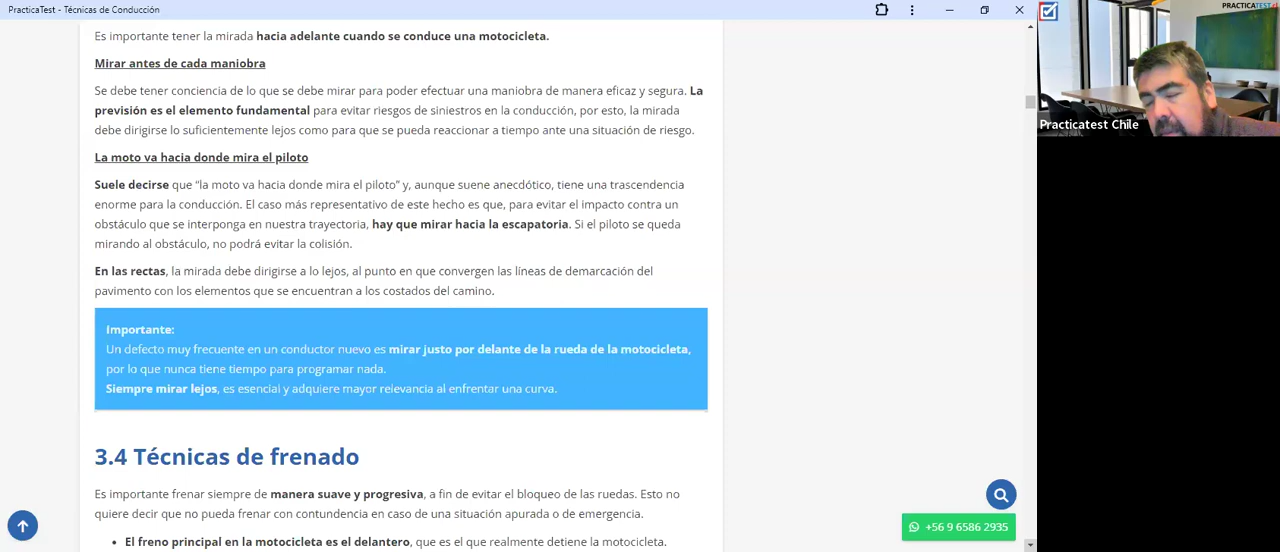 PracticaTest - Técnicas de Conducción
Es importante tener la mirada hacia adelante cuando se conduce una motocicleta.
Mirar antes de cada maniobra
Se debe tener conciencia de lo que se debe mirar para poder efectuar una maniobra de manera eficaz y segura. La
previsión es el elemento fundamental para evitar riesgos de siniestros en la conducción, por esto, la mirada
debe dirigirse lo suficientemente lejos como para que se pueda reaccionar a tiempo ante una situación de riesgo.
La moto va hacia donde mira el piloto
Suele decirse que “la moto va hacia donde mira el piloto” y, aunque suene anecdótico, tiene una trascendencia
enorme para la conducción. El caso más representativo de este hecho es que, para evitar el impacto contra un
obstáculo que se interponga en nuestra trayectoria, hay que mirar hacia la escapatoria. Si el piloto se queda
mirando al obstáculo, no podrá evitar la colisión.
En las rectas, la mirada debe dirigirse a lo lejos, al punto en que convergen las líneas de demarcación del
pavimento con los elementos que se encuentran a los costados del camino.
Importante:
Un defecto muy frecuente en un conductor nuevo es mirar justo por delante de la rueda de la motocicleta,
por lo que nunca tiene tiempo para programar nada.
Siempre mirar lejos, es esencial y adquiere mayor relevancia al enfrentar una curva.
3.4 Técnicas de frenado
Es importante frenar siempre de manera suave y progresiva, a fin de evitar el bloqueo de las ruedas. Esto no
quiere decir que no pueda frenar con contundencia en caso de una situación apurada o de emergencia.
• El freno principal en la motocicleta es el delantero, que es el que realmente detiene la motocicleta.
+56 9 6586 2935
PRACTICATEST.cl
Practicatest Chile